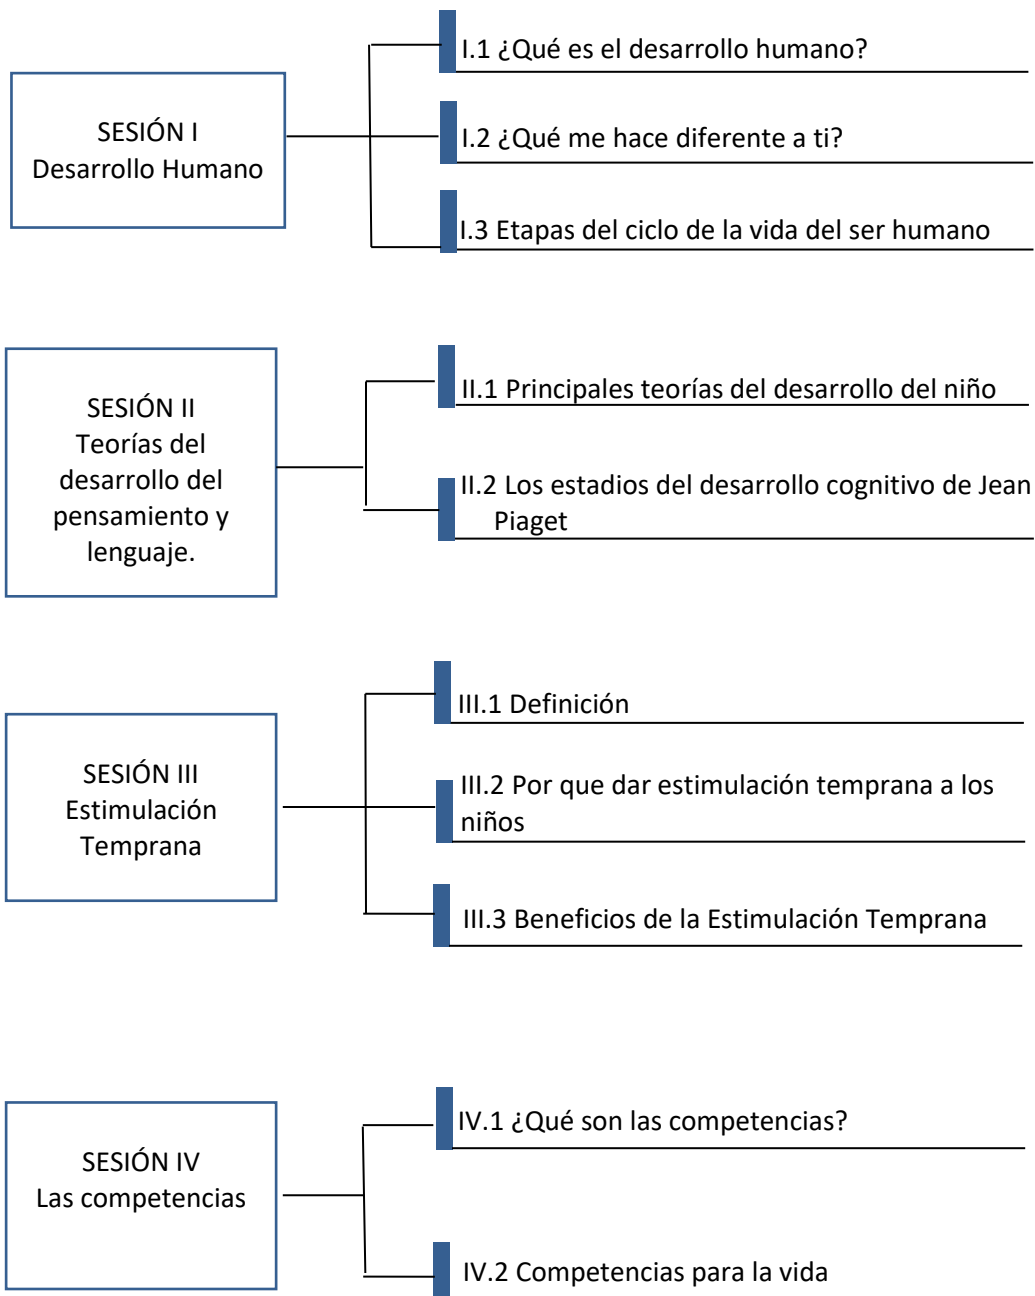 SESIÓN I
Desarrollo Humano
I.1 ¿Qué es el desarrollo humano?
I.2 ¿Qué me hace diferente a ti?
I.3 Etapas del ciclo de la vida del ser humano
SESIÓN II
Teorías del
desarrollo del
pensamiento y
lenguaje.
II.1 Principales teorías del desarrollo del niño
II.2 Los estadios del desarrollo cognitivo de Jean
Piaget
SESIÓN III
Estimulación
Temprana
III.1 Definición
III.2 Por que dar estimulación temprana a los
niños
III.3 Beneficios de la Estimulación Temprana
SESIÓN IV
Las competencias
IV.1 ¿Qué son las competencias?
IV.2 Competencias para la vida